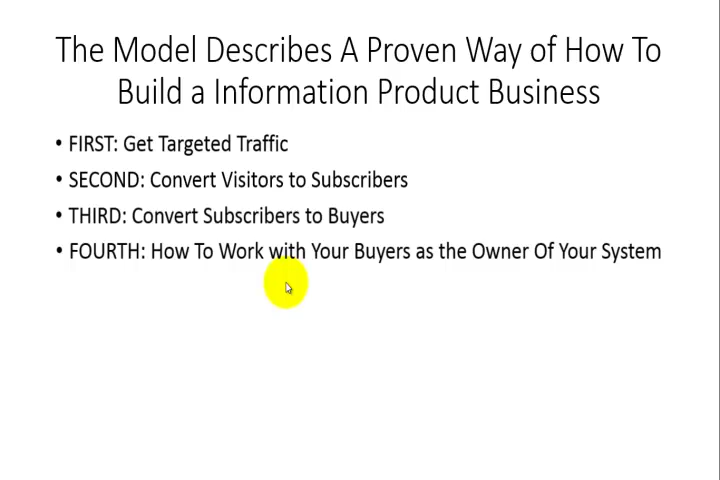 The Model Describes A Proven Way of How To
Build a Information Product Business
• FIRST: Get Targeted Traffic
• SECOND: Convert Visitors to Subscribers
• THIRD: Convert Subscribers to Buyers
• FOURTH: How To Work with Your Buyers as the Owner Of Your System